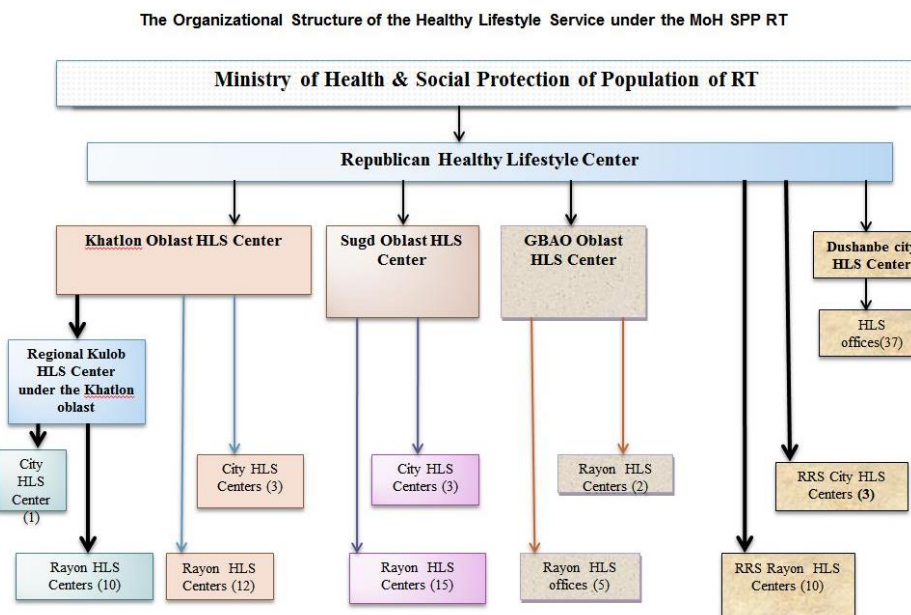 The Organizational Structure of the Healthy Lifestyle Service under the MoH SPP RT
Ministry of Health & Social Protection of Population of RT
Republican Healthy Lifestyle Center
Khatlon Oblast HLS Center
Sugd Oblast HLS
Center
GBAO Oblast
HLS Center
Dushanbe city
HLS Center
HLS
offices(37)
Regional Kulob
HLS Center
under the Khatlon
oblast
City
HLS
Center
(1)
City HLS
Centers (3)
City HLS
Centers (3)
Rayon HLS
Centers (2)
RRS City HLS
Centers (3)
Rayon HLS
Centers (10)
Rayon HLS
Centers (12)
Rayon HLS
Centers (15)
Rayon HLS
offices (5)
RRS Rayon HLS
Centers (10)